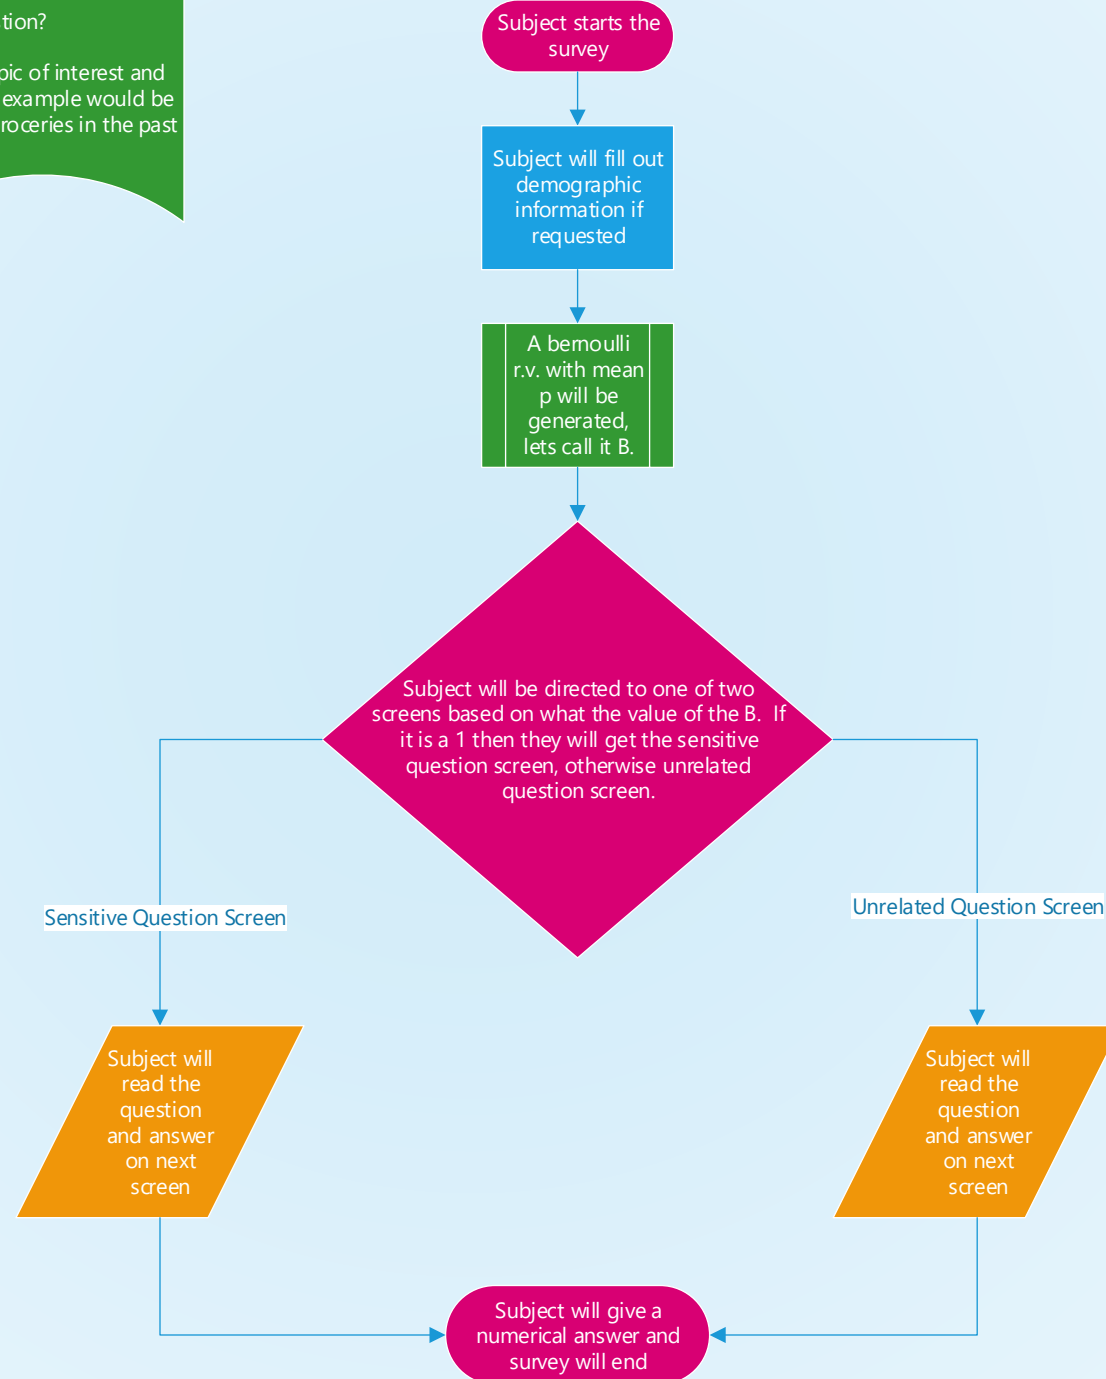 tion?
pic of interest and
example would be
roceries in the past
Subject starts the
survey
Subject will fill out
demographic
information if
requested
A bernoulli
r.v. with mean
p will be
generated,
lets call it B.
Subject will be directed to one of two
screens based on what the value of the B.  If
it is a 1 then they will get the sensitive
question screen, otherwise unrelated
question screen.
Sensitive Question Screen
Unrelated Question Screen
Subject will
read the
question
and answer
on next
screen
Subject will
read the
question
and answer
on next
screen
Subject will give a
numerical answer and
survey will end